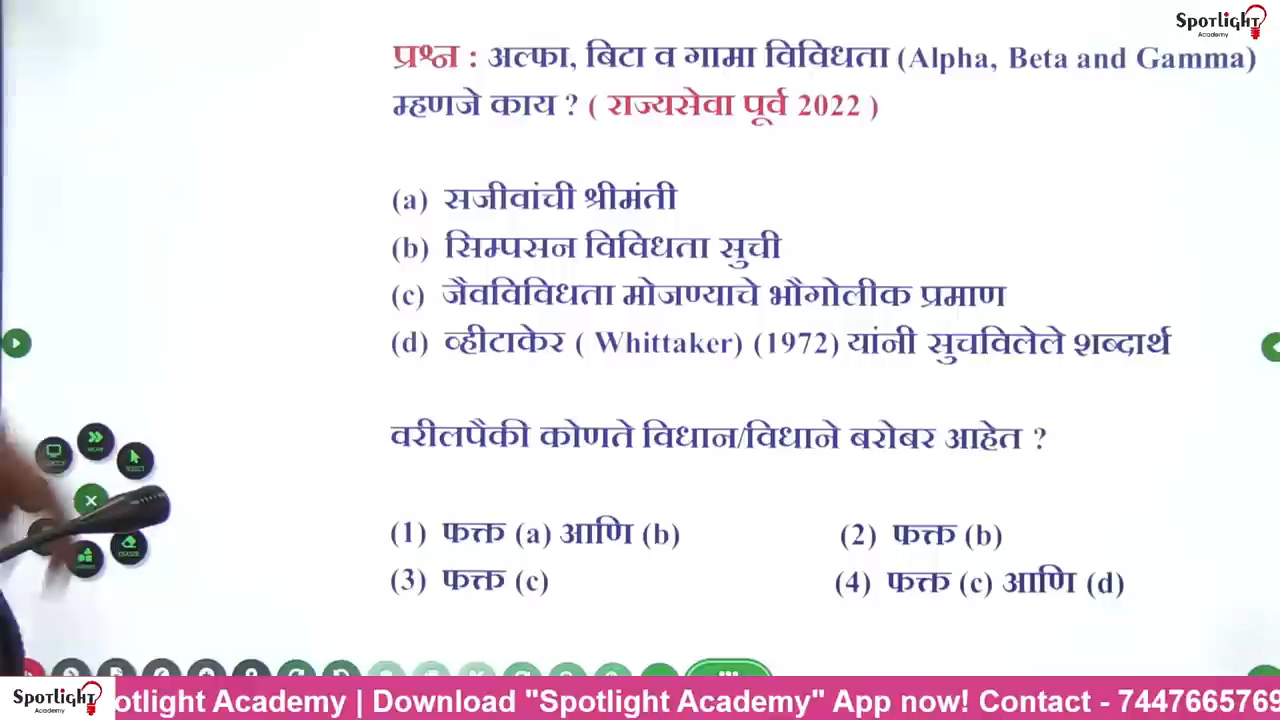 Spotlight
Academy
प्रश्न : अल्फा, बिटा व गामा विविधता (Alpha, Beta and Gamma)
म्हणजे काय ? ( राज्यसेवा पूर्व 2022 )
(a) सजीवांची श्रीमंती
(b) सिम्पसन विविधता सुची
(c) जैवविविधता मोजण्याचे भौगोलीक प्रमाण
(d) व्हीटाकेर ( Whittaker) (1972) यांनी सुचविलेले शब्दार्थ
वरीलपैकी कोणते विधान/विधाने बरोबर आहेत ?
(1) फक्त (a) आणि (b) (2) फक्त (b)
(3) फक्त (c) (4) फक्त (c) आणि (d)
Spotlight
Academy
otlight Academy | Download "Spotlight Academy" App now! Contact - 7447665769